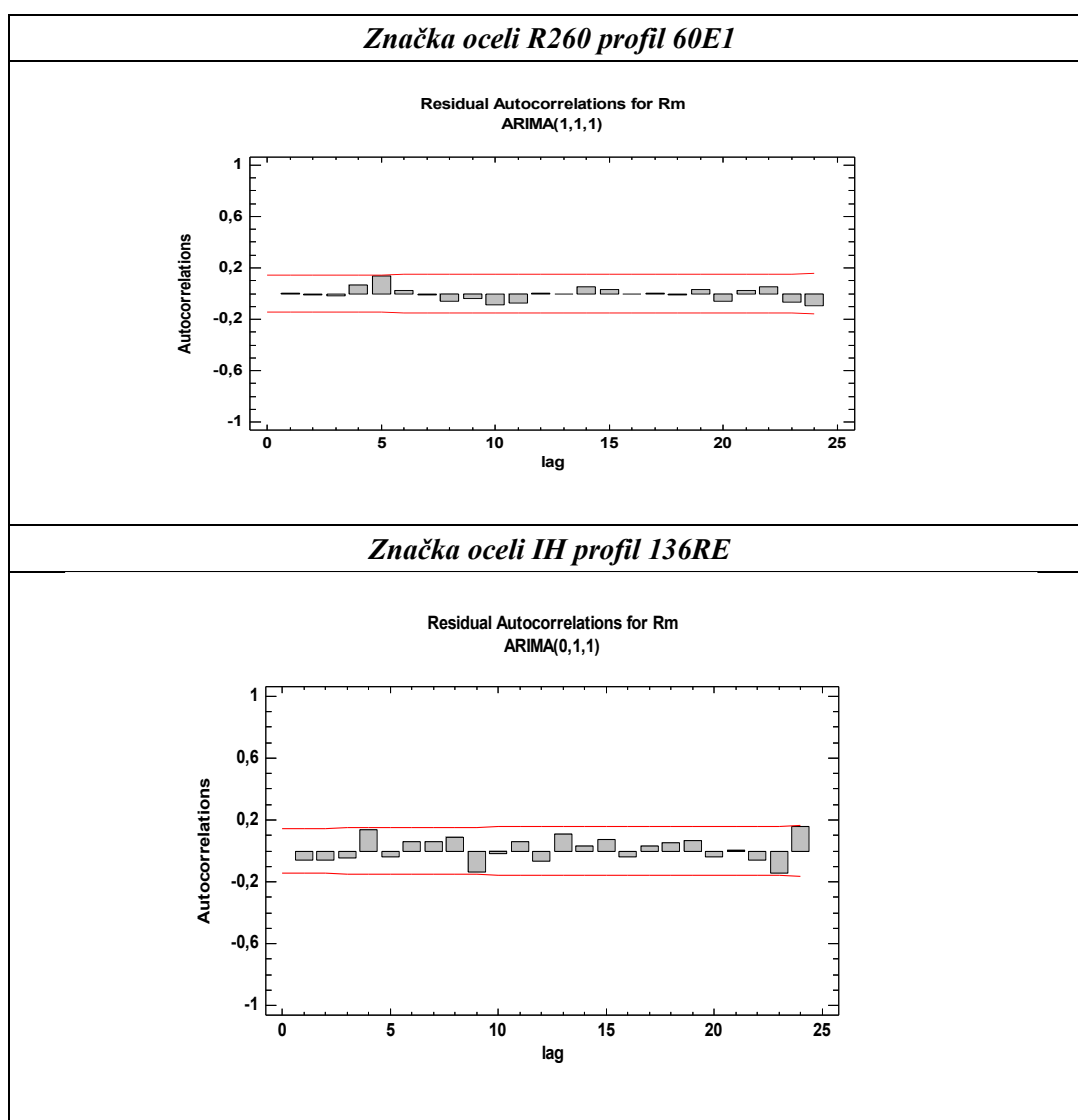 Značka oceli R260 profil 60E1
Residual Autocorrelations for Rm
ARIMA(1,1,1)
Autocorrelations
1
0,6
0,2
-0,2
-0,6
-1
0 5 10 15 20 25
lag
Značka oceli IH profil 136RE
Residual Autocorrelations for Rm
ARIMA(0,1,1)
Autocorrelations
1
0,6
0,2
-0,2
-0,6
-1
0 5 10 15 20 25
lag